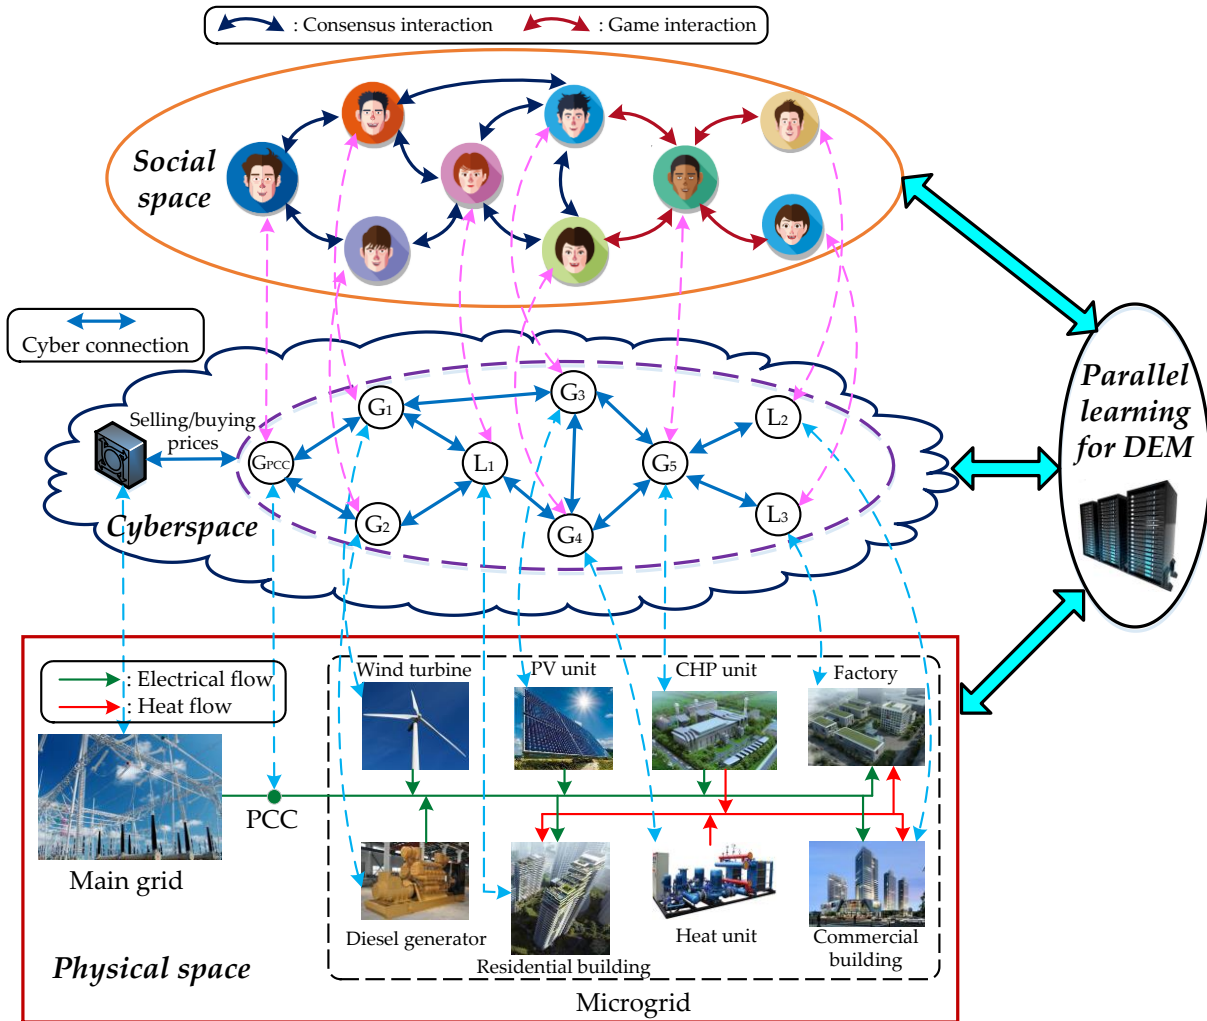 : Consensus interaction
: Game interaction
Social
space
Cyber connection
Selling/buying
prices
G1
G3
L2
GPCC
L1
G5
G2
G4
L3
Cyberspace
Parallel
learning
for DEM
: Electrical flow
: Heat flow
Wind turbine
PV unit
CHP unit
Factory
PCC
Main grid
Diesel generator
Residential building
Heat unit
Commercial
building
Physical space
Microgrid